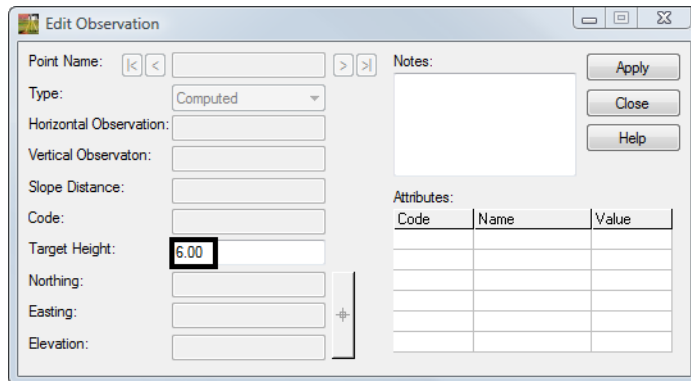 Edit Observation
Point Name: |< < > >|
Type: Computed
Horizontal Observation:
Vertical Observaton:
Slope Distance:
Code:
Target Height: 6.00
Northing:
Easting:
Elevation:
Notes:
Apply
Close
Help
Attributes:
Code Name Value